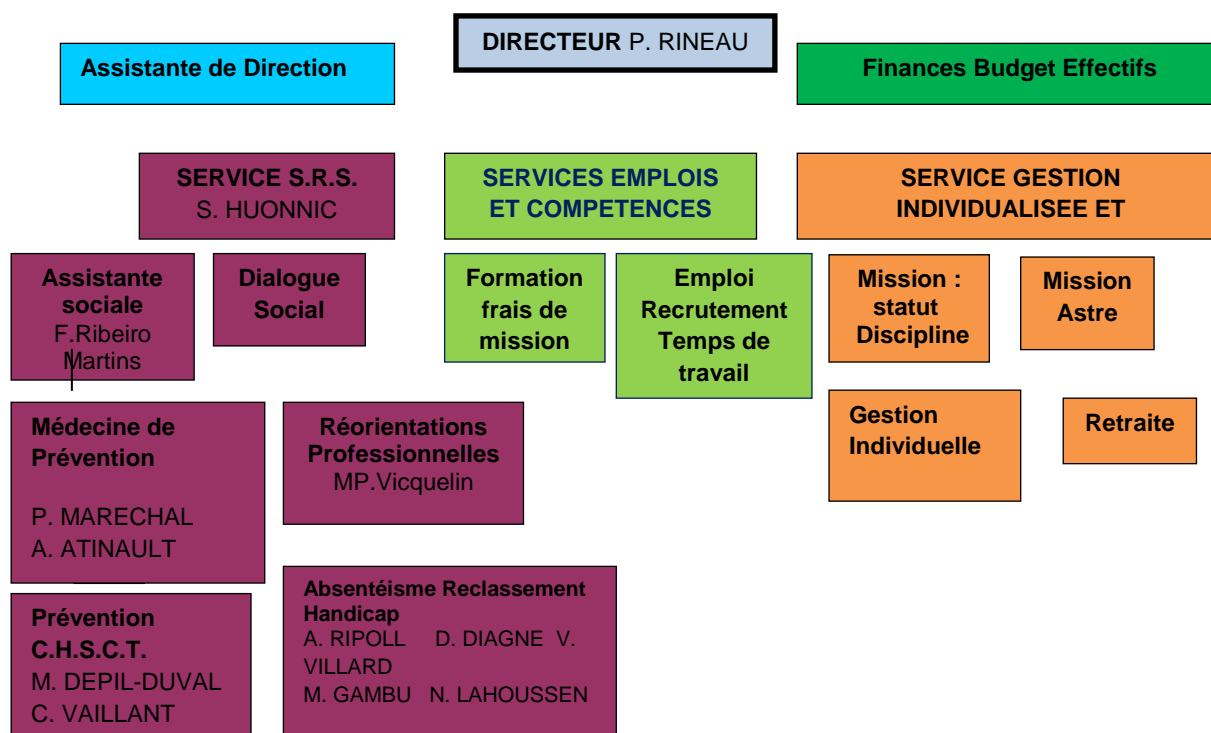 DIRECTEUR P. RINEAU
Assistante de Direction
Finances Budget Effectifs
SERVICE S.R.S.
S. HUONNIC
SERVICES EMPLOIS
ET COMPETENCES
SERVICE GESTION
INDIVIDUALISEE ET
Assistante
sociale
F.Ribeiro
Martins
Dialogue
Social
Formation
frais de
mission
Emploi
Recrutement
Temps de
travail
Mission :
statut
Discipline
Mission
Astre
Médecine de
Prévention
P. MARECHAL
A. ATINAULT
Réorientations
Professionnelles
MP.Vicquelin
Gestion
Individuelle
Retraite
Prévention
C.H.S.C.T.
M. DEPIL-DUVAL
C. VAILLANT
Absentéisme Reclassement
Handicap
A. RIPOLL D. DIAGNE V.
VILLARD
M. GAMBU N. LAHOUSSEN